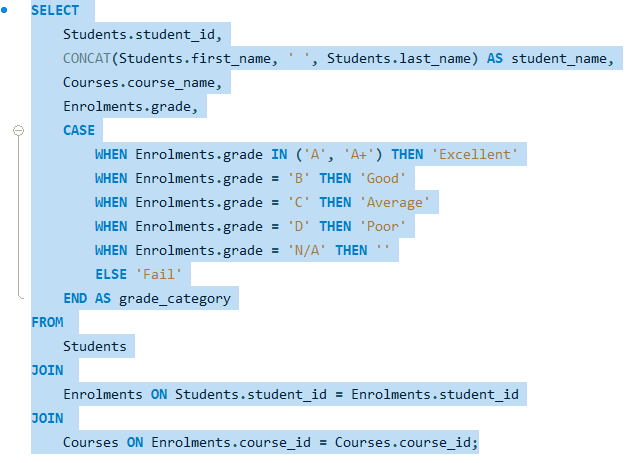 SELECT
Students.student_id,
CONCAT(Students.first_name, ' ', Students.last_name) AS student_name,
Courses.course_name,
Enrolments.grade,
CASE
WHEN Enrolments.grade IN ('A', 'A+') THEN 'Excellent'
WHEN Enrolments.grade = 'B' THEN 'Good'
WHEN Enrolments.grade = 'C' THEN 'Average'
WHEN Enrolments.grade = 'D' THEN 'Poor'
WHEN Enrolments.grade = 'N/A' THEN ''
ELSE 'Fail'
END AS grade_category
FROM
Students
JOIN
Enrolments ON Students.student_id = Enrolments.student_id
JOIN
Courses ON Enrolments.course_id = Courses.course_id;